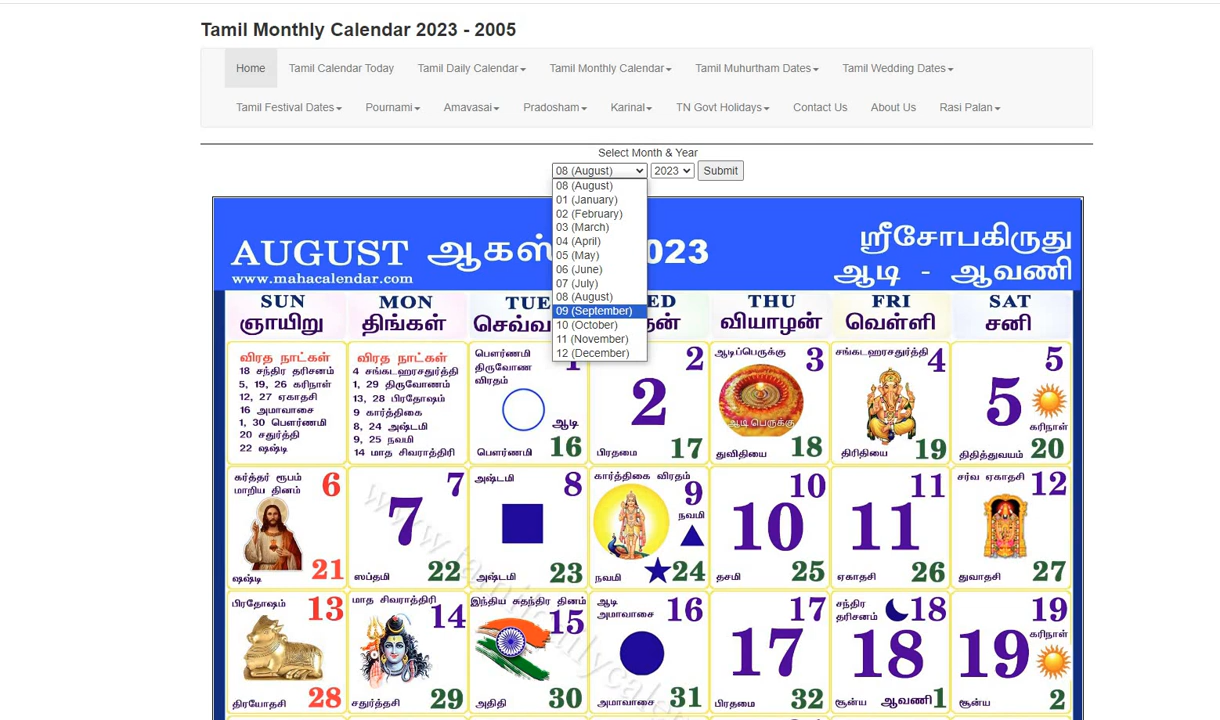 Tamil Monthly Calendar 2023 - 2005
Home Tamil Calendar Today Tamil Daily Calendar Tamil Monthly Calendar Tamil Muhurtham Dates Tamil Wedding Dates
Tamil Festival Dates Pournami Amavasai Pradosham Karinal TN Govt Holidays Contact Us About Us Rasi Palan
Select Month & Year
08 (August) 2023 Submit
08 (August)
01 (January)
02 (February)
03 (March)
04 (April)
05 (May)
06 (June)
07 (July)
08 (August)
09 (September)
10 (October)
11 (November)
12 (December)
AUGUST 023 ஸ்ரீசோபகிருது
www.mahacalendar.com ஆடி - ஆவணி
SUN MON TUE ED THU FRI SAT
ஞாயிறு திங்கள் வியாழன் வெள்ளி சனி
விரத நாட்கள்
18 சந்திர தரிசனம்
5, 19, 26 கரிநாள்
12, 27 ஏகாதசி
16 அமாவாசை
1, 30 பௌர்ணமி
20 சதுர்த்தி
22 ஷஷ்டி
விரத நாட்கள்
4 சங்கடஹரசதுர்த்தி
1, 29 திருவோணம்
13, 28 பிரதோஷம்
9 கார்த்திகை
8, 24 அஷ்டமி
9, 25 நவமி
14 மாத சிவராத்திரி
பௌர்ணமி
திருவோண
விரதம்
ஆடி
பௌர்ணமி 16
2
2
பிரதமை 17
ஆடிப்பெருக்கு 3
ஆடி பெருக்கு
துவிதியை 18
சங்கடஹரசதுர்த்தி 4
திரிதியை 19
5
5
கரிநாள்
திதித்துவயம் 20
கர்த்தர் ரூபம்
மாறிய தினம் 6
ஷஷ்டி 21
7
7
ஸப்தமி 22
அஷ்டமி 8
அஷ்டமி 23
கார்த்திகை விரதம்
9
நவமி
நவமி 24
10
10
தசமி 25
11
11
ஏகாதசி 26
சர்வ ஏகாதசி 12
துவாதசி 27
பிரதோஷம் 13
திரயோதசி 28
மாத சிவராத்திரி
14
சதுர்த்தசி 29
இந்திய சுதந்திர தினம்
15
அதிதி 30
ஆடி
அமாவாசை 16
அமாவாசை 31
17
17
பிரதமை 32
சந்திர
தரிசனம் 18
18
சூன்ய ஆவணி 1
19
கரிநாள்
19
சூன்ய 2